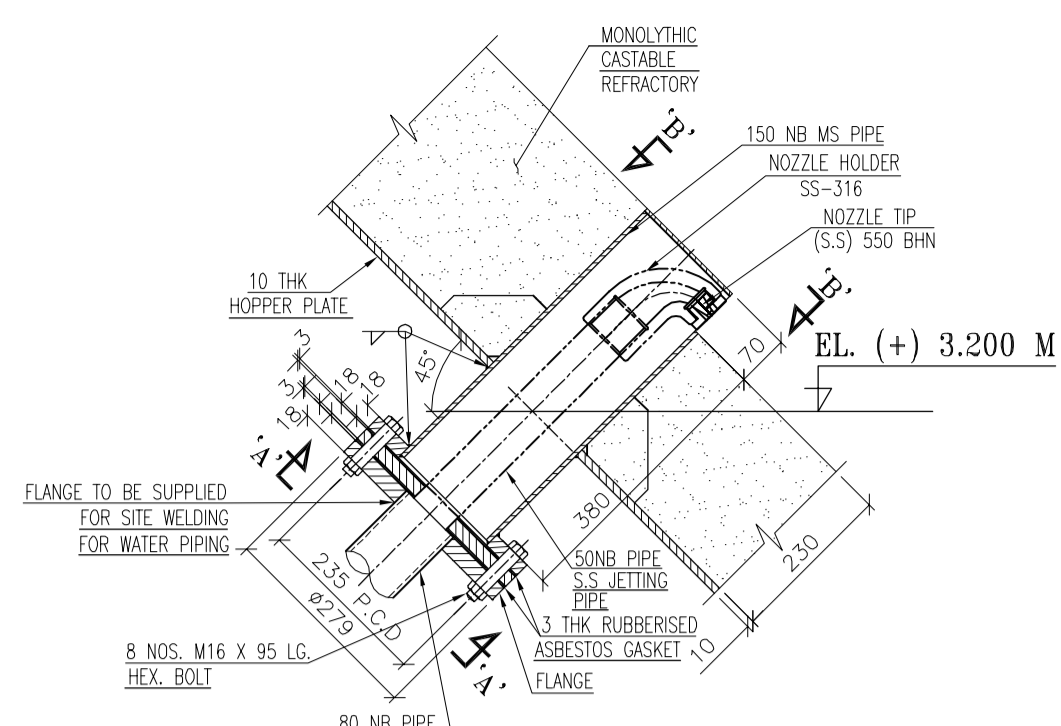 MONOLYTHIC
CASTABLE
REFRACTORY
'B'
150 NB MS PIPE
NOZZLE HOLDER
SS-316
NOZZLE TIP
(S.S) 550 BHN
'B'
10 THK
HOPPER PLATE
EL. (+) 3.200 M
70
45°
3
3
18
18
18
'A'
FLANGE TO BE SUPPLIED
FOR SITE WELDING
FOR WATER PIPING
380
230
10
235 P.C.D
ø279
50NB PIPE
S.S JETTING
PIPE
3 THK RUBBERISED
ASBESTOS GASKET
FLANGE
8 NOS. M16 X 95 LG.
HEX. BOLT
'A'
80 NB PIPE